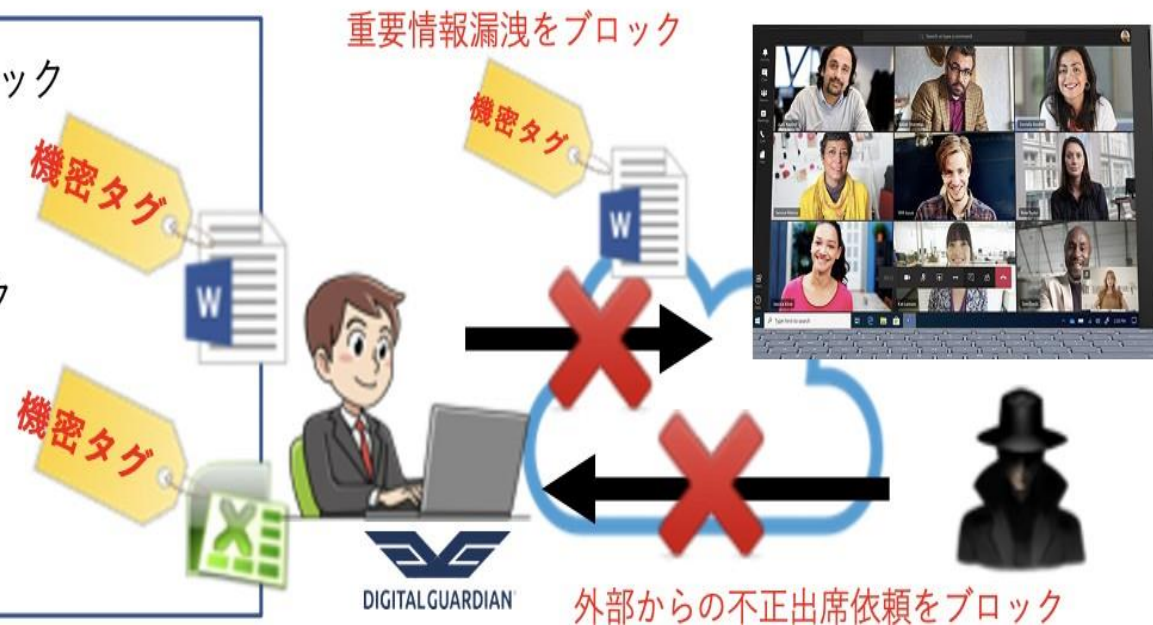 重要情報漏洩をブロック
ック
機密タグ
機密タグ
W
W
ク
機密タグ
DIGITAL GUARDIAN
外部からの不正出席依頼をブロック